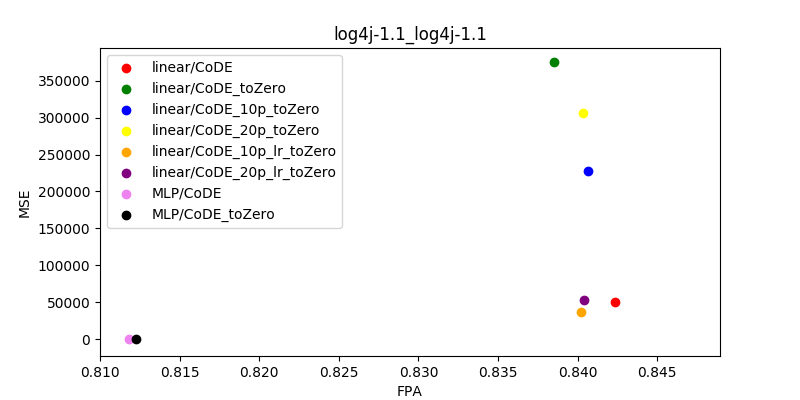 log4j-1.1_log4j-1.1
linear/CoDE
linear/CoDE_toZero
linear/CoDE_10p_toZero
linear/CoDE_20p_toZero
linear/CoDE_10p_lr_toZero
linear/CoDE_20p_lr_toZero
MLP/CoDE
MLP/CoDE_toZero
MSE
350000
300000
250000
200000
150000
100000
50000
0
0.810 0.815 0.820 0.825 0.830 0.835 0.840 0.845
FPA